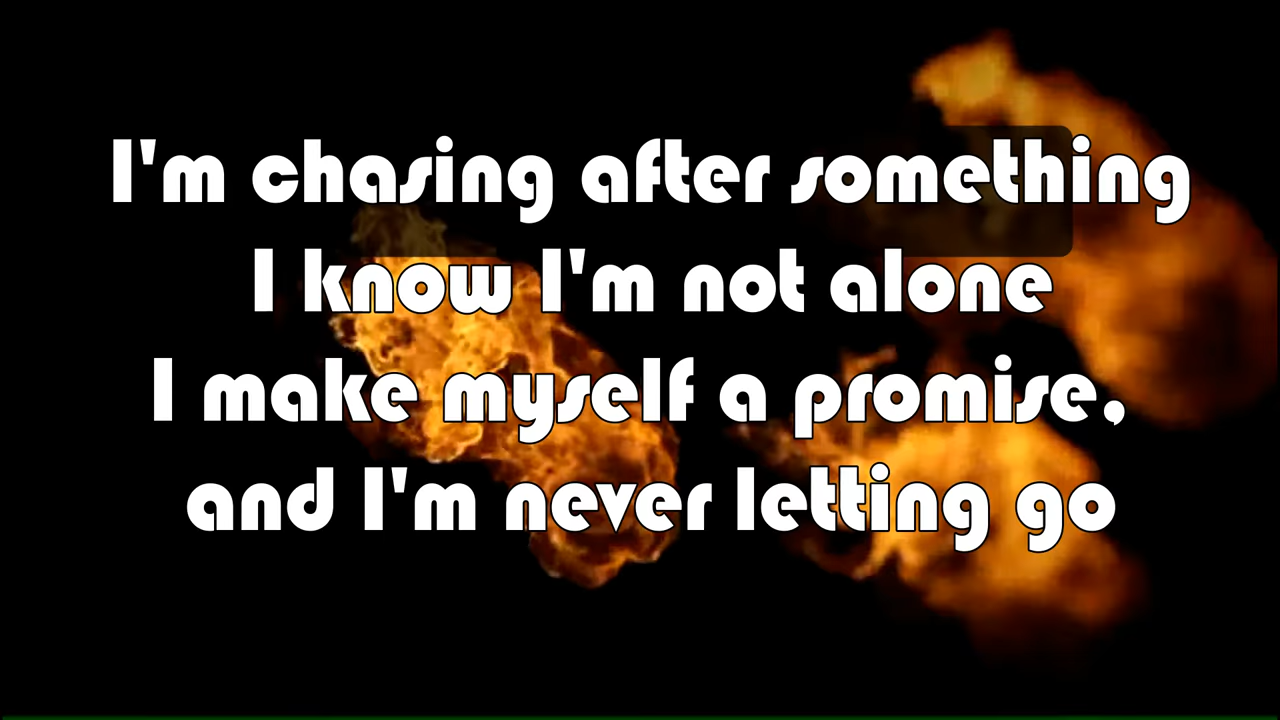 I'm chasing after something
I know I'm not alone
I make myself a promise,
and I'm never letting go